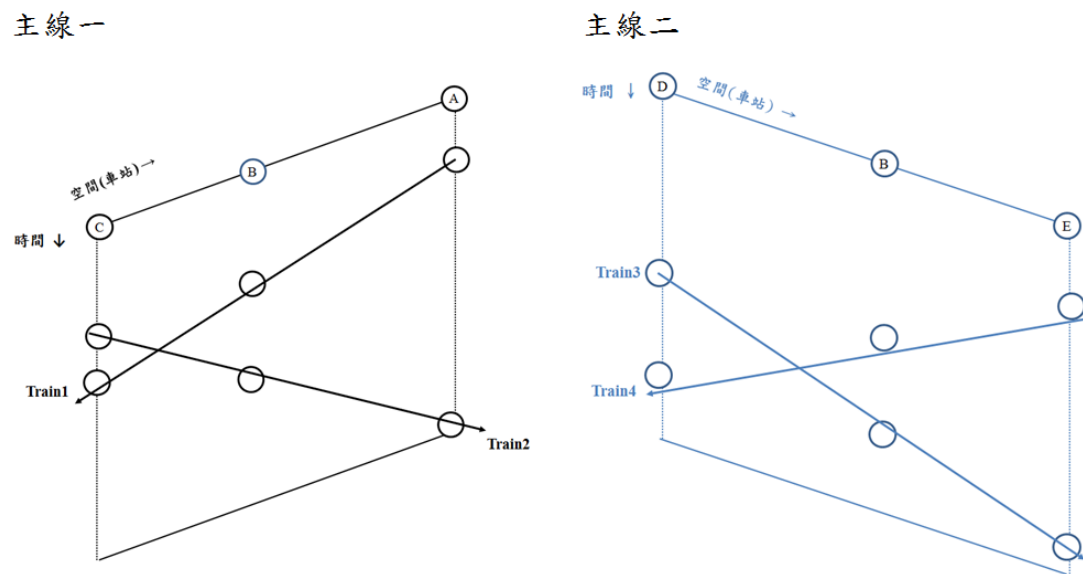 主線一
A
B
空間(車站)→
C
時間 ↓
Train1
Train2
主線二
時間 ↓
D
空間(車站) →
B
E
Train3
Train4